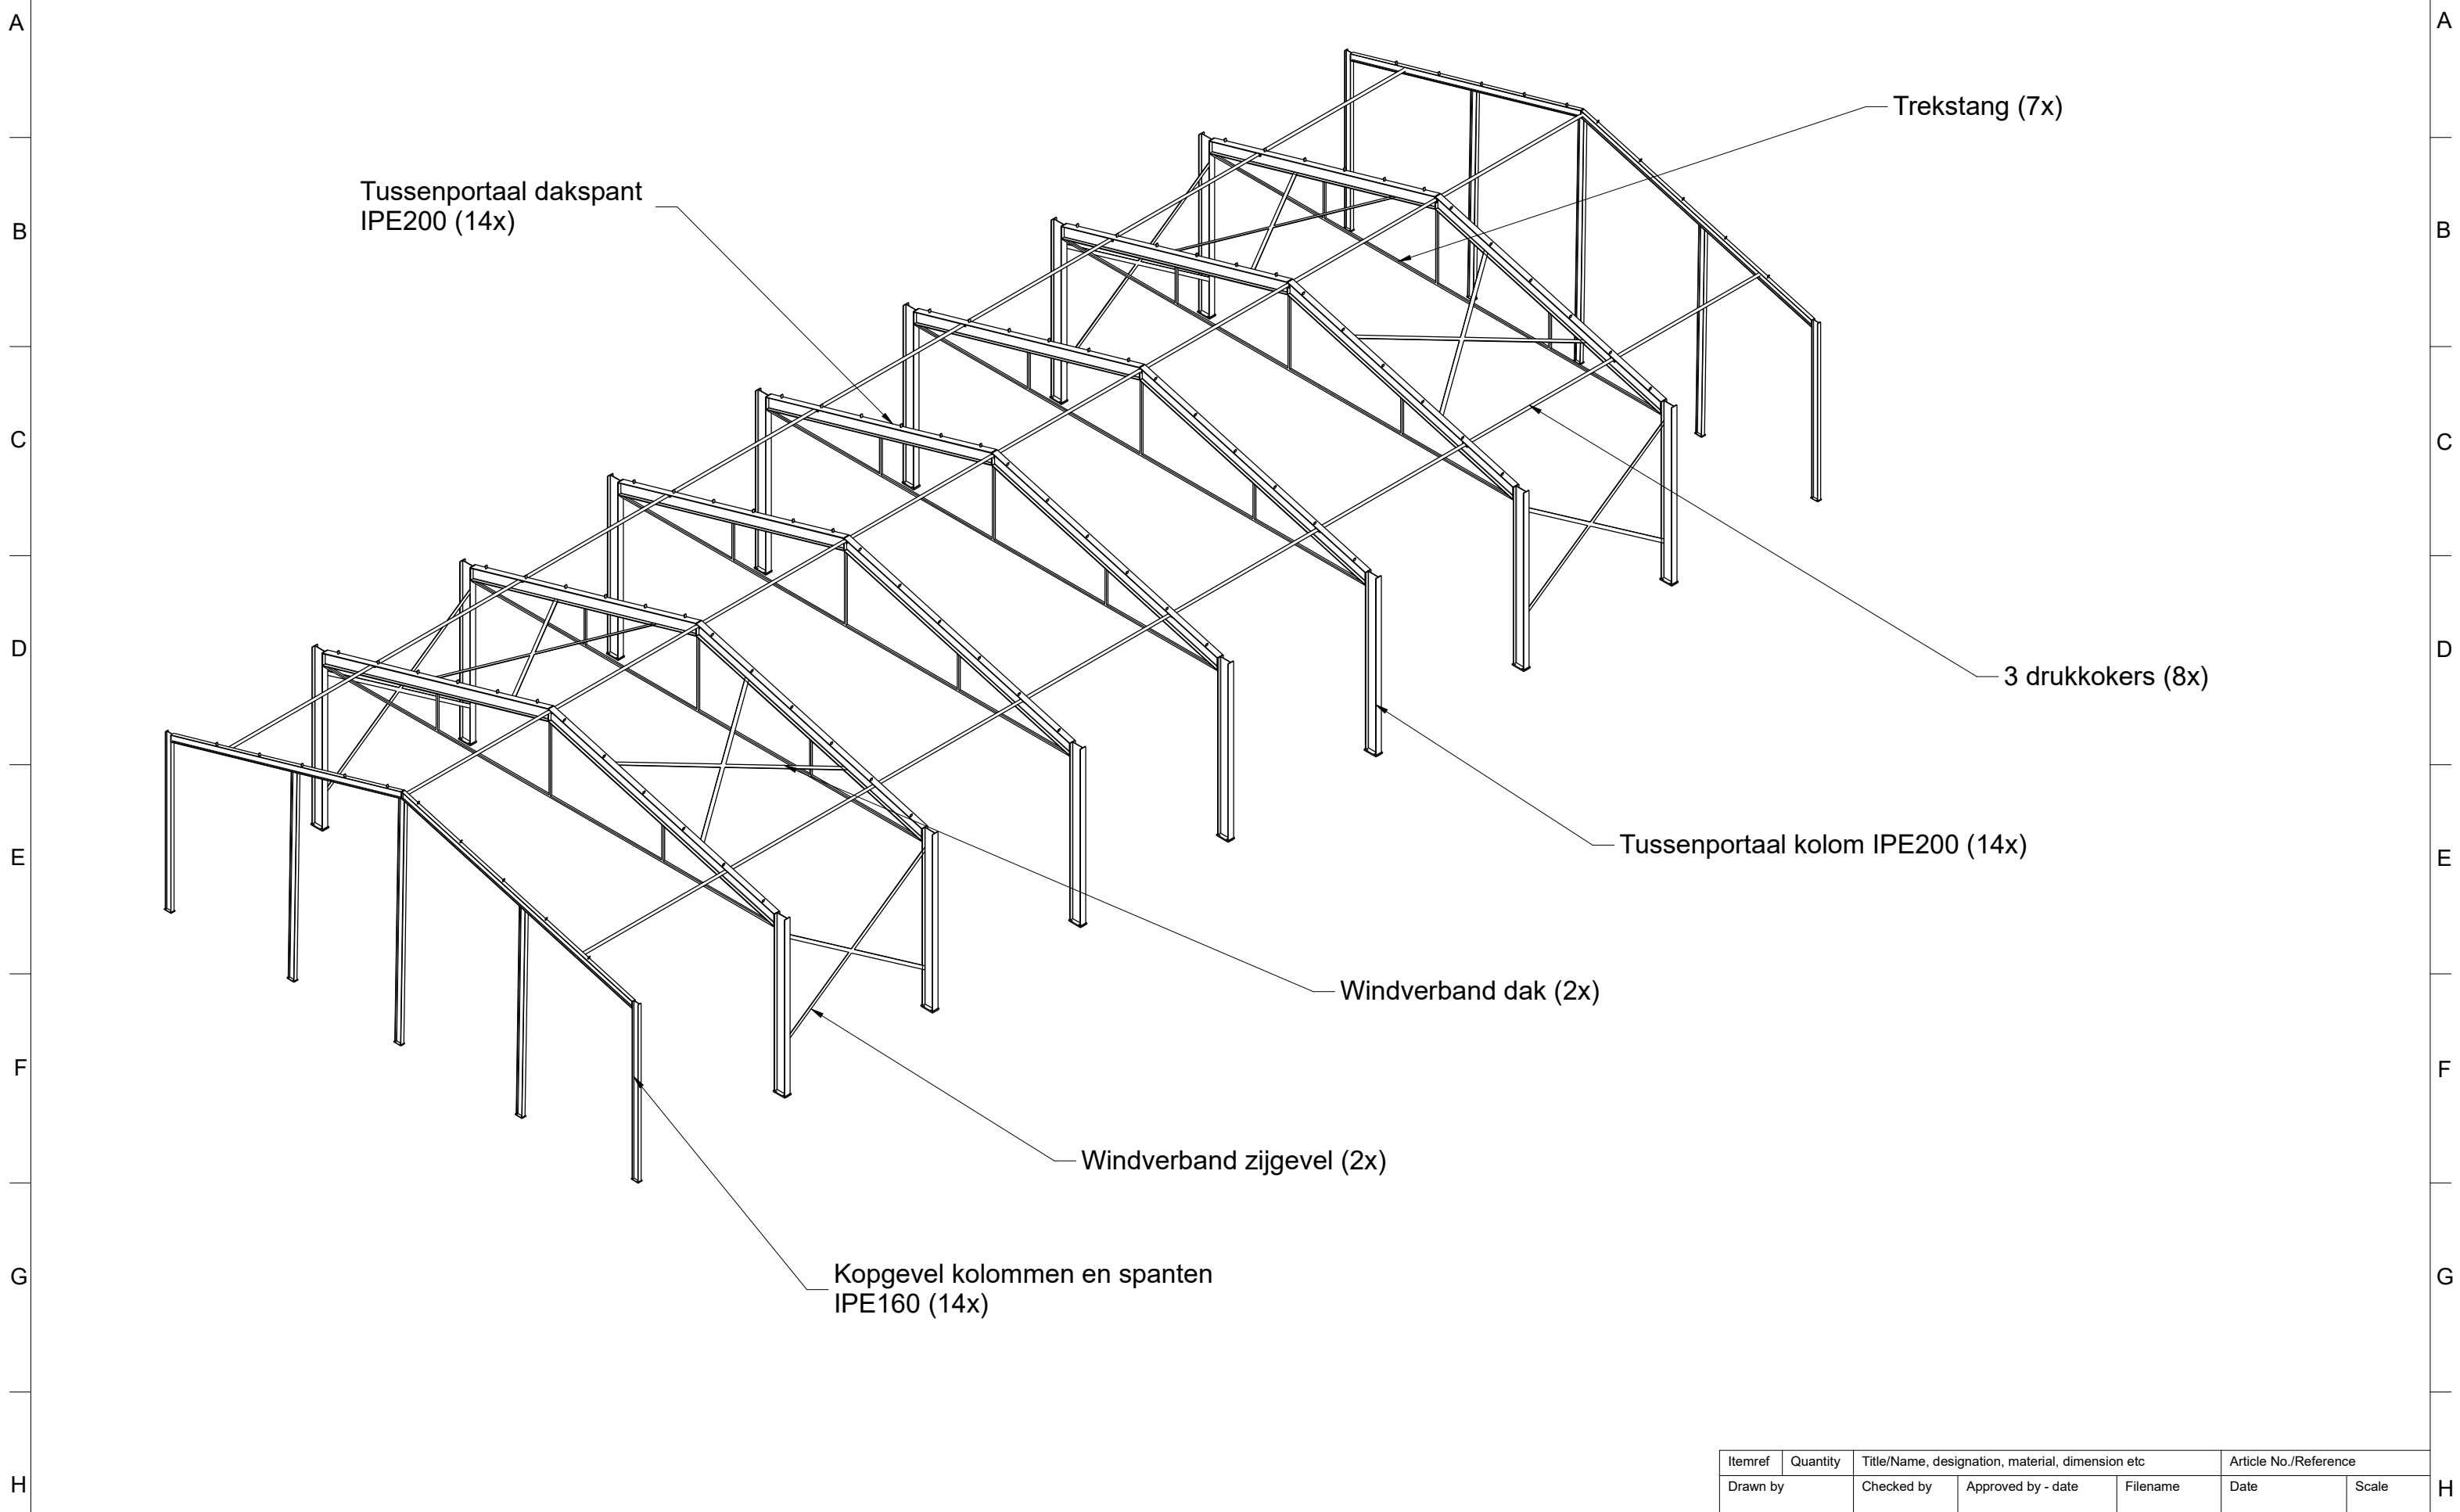 A
A
Trekstang (7x)
Tussenportaal dakspant
IPE200 (14x)
B
B
C
C
D
D
3 drukkokers (8x)
Tussenportaal kolom IPE200 (14x)
E
E
Windverband dak (2x)
F
F
Windverband zijgevel (2x)
Kopgevel kolommen en spanten
IPE160 (14x)
G
G
Itemref Quantity Title/Name, designation, material, dimension etc Article No./Reference
Drawn by Checked by Approved by - date Filename Date Scale
H
H